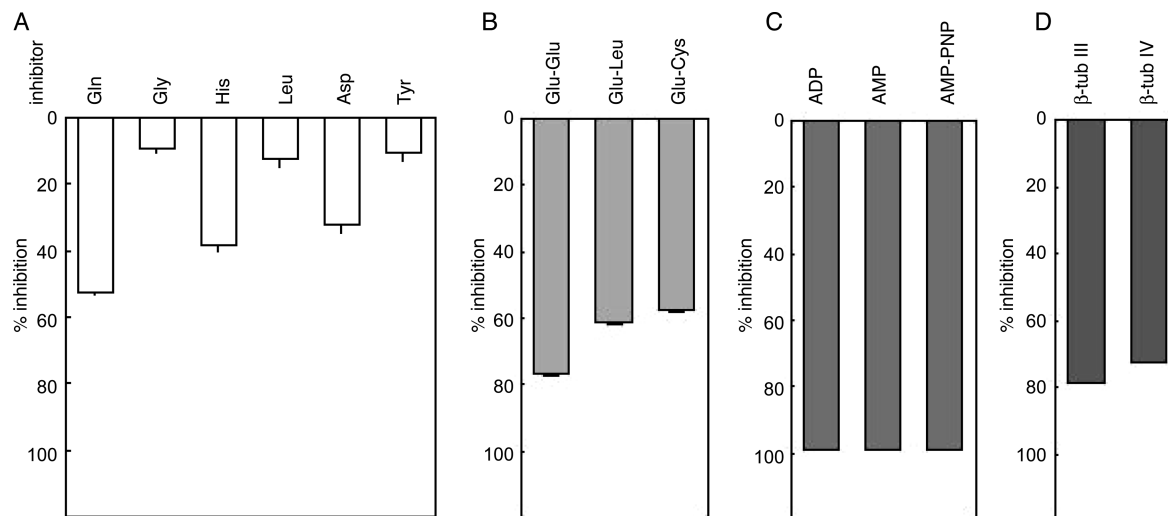 A
inhibitor
Gln
Gly
His
Leu
Asp
Tyr
% inhibition
0
20
40
60
80
100
B
Glu-Glu
Glu-Leu
Glu-Cys
% inhibition
0
20
40
60
80
100
C
ADP
AMP
AMP-PNP
% inhibition
0
20
40
60
80
100
D
β-tub III
β-tub IV
% inhibition
0
20
40
60
80
100